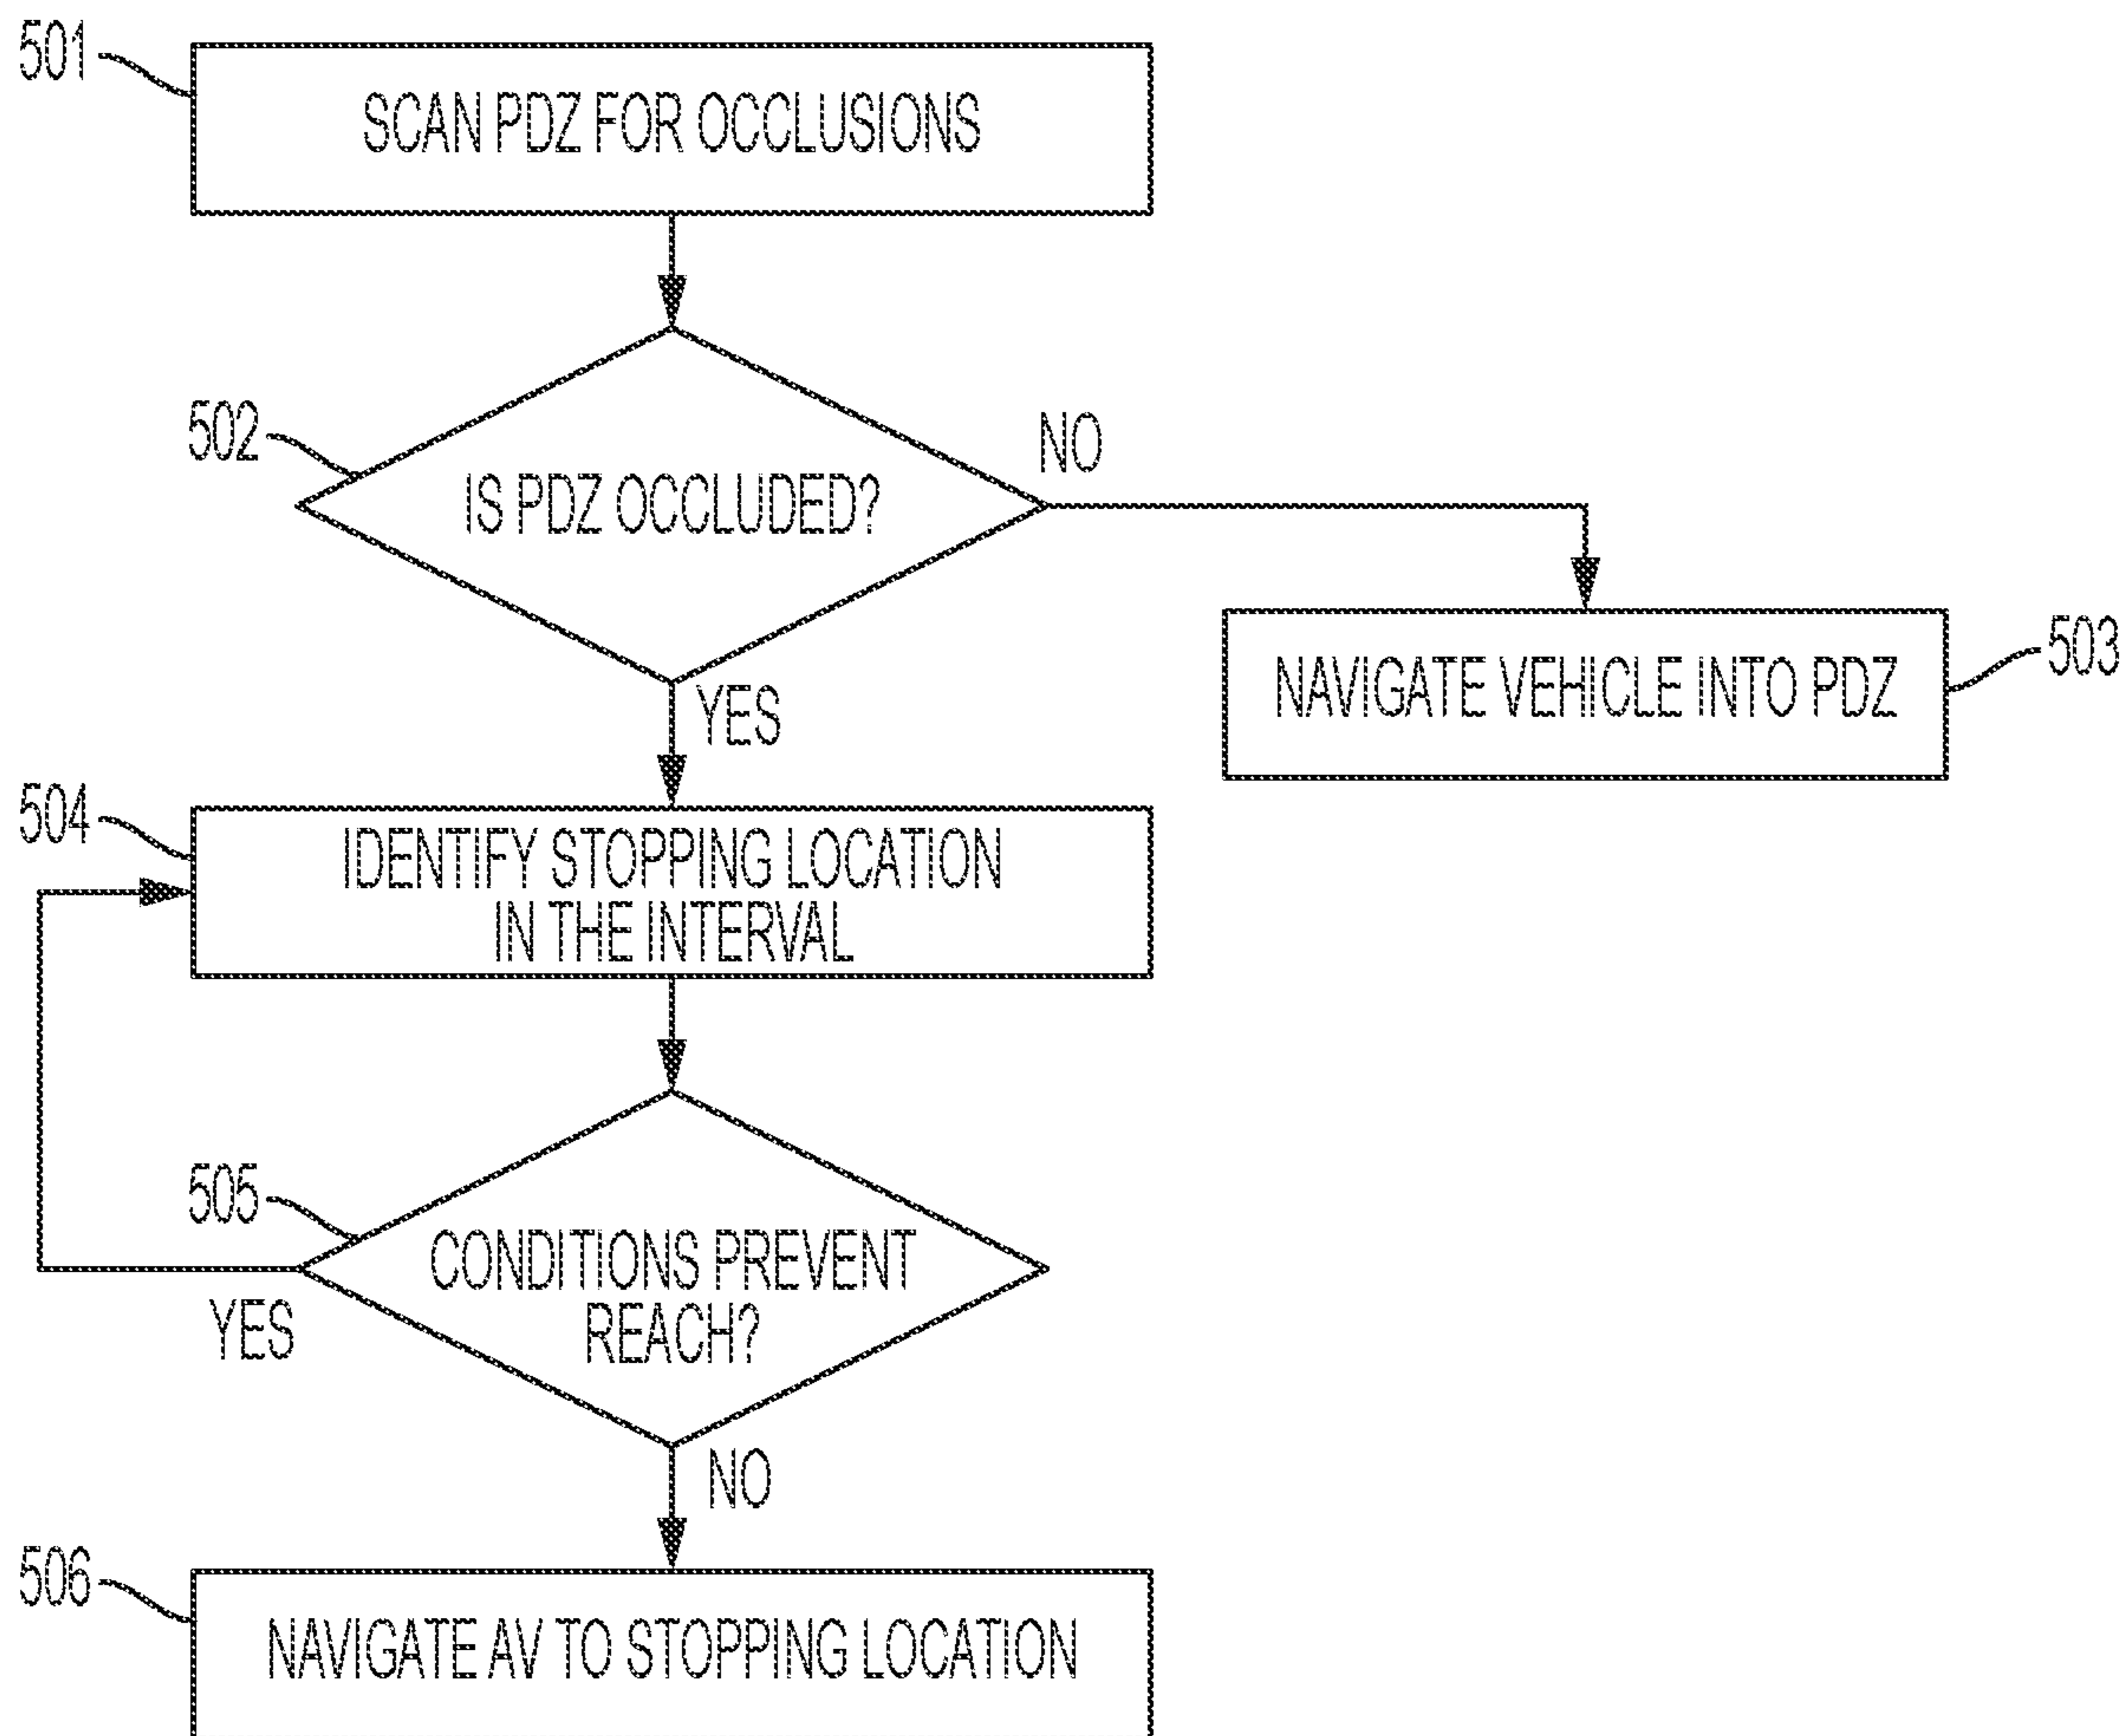 501
SCAN PDZ FOR OCCLUSIONS
502
IS PDZ OCCLUDED?
NO
NAVIGATE VEHICLE INTO PDZ
503
YES
504
IDENTIFY STOPPING LOCATION
IN THE INTERVAL
505
CONDITIONS PREVENT
REACH?
YES
NO
506
NAVIGATE AV TO STOPPING LOCATION